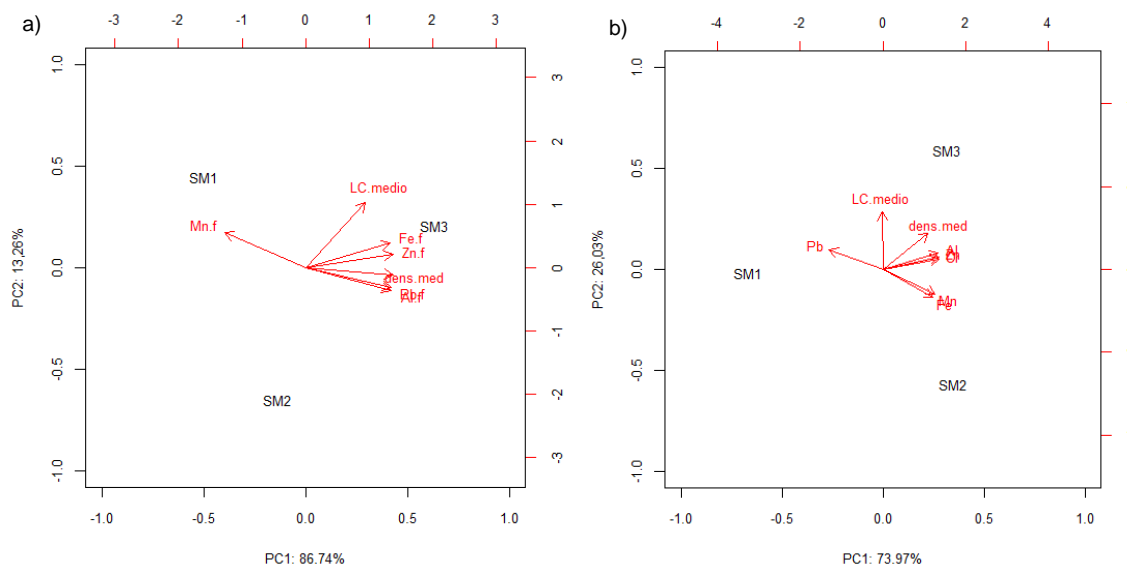 a)
-3 -2 -1 0 1 2 3
1.0
0.5
0.0
-0.5
-1.0
PC2: 13,26%
SM1
LC.medio
Mn.f
SM3
Fe.f
Zn.f
dens.med
SM2
3
2
1
0
-1
-2
-3
-1.0 -0.5 0.0 0.5 1.0
PC1: 86.74%
b)
-4 -2 0 2 4
1.0
0.5
0.0
-0.5
-1.0
PC2: 26,03%
SM3
LC.medio
dens.med
Pb
Al
SM1
Mn
SM2
-1.0 -0.5 0.0 0.5 1.0
PC1: 73.97%